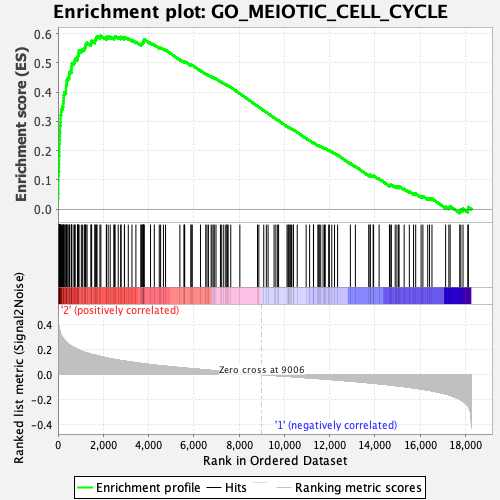 Enrichment plot: GO_MEIOTIC_CELL_CYCLE
Enrichment score (ES)
0.6
0.5
0.4
0.3
0.2
0.1
0.0
'2' (positively correlated)
Ranked list metric (Signal2Noise)
0.4
0.2
0.0
-0.2
-0.4
Zero cross at 9006
'1' (negatively correlated)
0
2,000
4,000
6,000
8,000
10,000
12,000
14,000
16,000
18,000
Rank in Ordered Dataset
Enrichment profile
Hits
Ranking metric scores